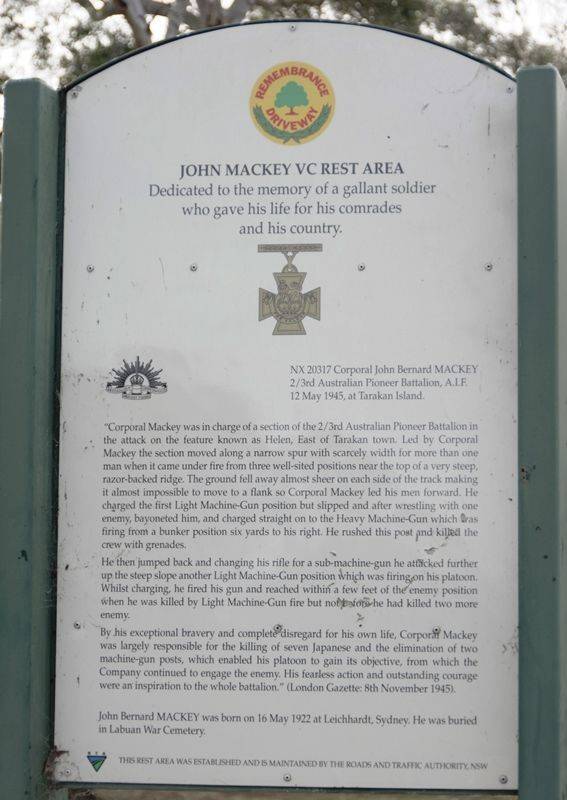 REMEMBRANCE
DRIVEWAY
JOHN MACKEY VC REST AREA
Dedicated to the memory of a gallant soldier
who gave his life for his comrades
and his country.
NX 20317 Corporal John Bernard MACKEY
2/3rd Australian Pioneer Battalion, A.I.F.
12 May 1945, at Tarakan Island.
"Corporal Mackey was in charge of a section of the 2/3rd Australian Pioneer Battalion in
the attack on the feature known as Helen, East of Tarakan town. Led by Corporal
Mackey the section moved along a narrow spur with scarcely width for more than one
man when it came under fire from three well-sited positions near the top of a very steep,
razor-backed ridge. The ground fell away almost sheer on each side of the track making
it almost impossible to move to a flank so Corporal Mackey led his men forward. He
charged the first Light Machine-Gun position but slipped and after wrestling with one
enemy, bayoneted him, and charged straight on to the Heavy Machine-Gun which was
firing from a bunker position six yards to his right. He rushed this post and killed the
crew with grenades.
He then jumped back and changing his rifle for a sub-machine-gun he attacked further
up the steep slope another Light Machine-Gun position which was firing on his platoon.
Whilst charging, he fired his gun and reached within a few feet of the enemy position
when he was killed by Light Machine-Gun fire but not before he had killed two more
enemy.
By his exceptional bravery and complete disregard for his own life, Corporal Mackey
was largely responsible for the killing of seven Japanese and the elimination of two
machine-gun posts, which enabled his platoon to gain its objective, from which the
Company continued to engage the enemy. His fearless action and outstanding courage
were an inspiration to the whole battalion." (London Gazette: 8th November 1945).
John Bernard MACKEY was born on 16 May 1922 at Leichhardt, Sydney. He was buried
in Labuan War Cemetery.
THIS REST AREA WAS ESTABLISHED AND IS MAINTAINED BY THE ROADS AND TRAFFIC AUTHORITY, NSW